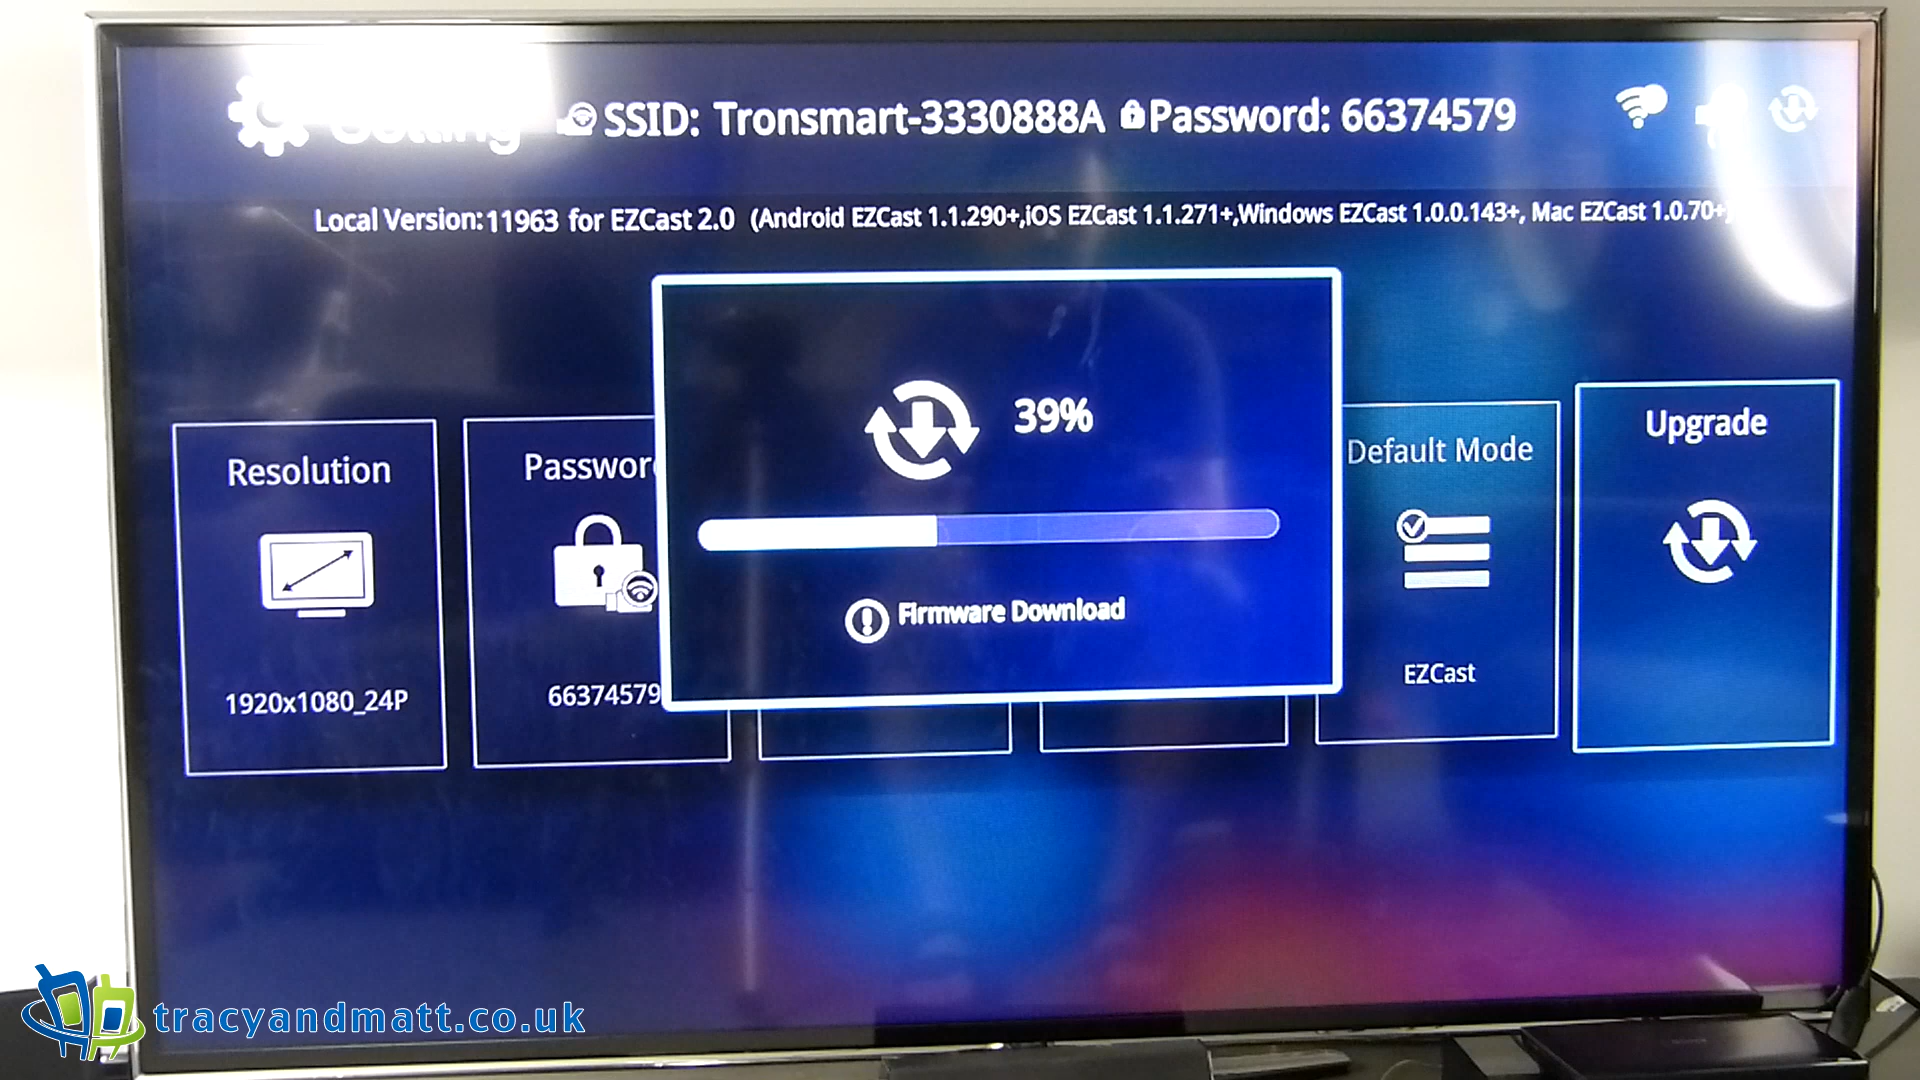 Setting SSID: Tronsmart-3330888A Password: 66374579
Local Version:11963 for EZCast 2.0 (Android EZCast 1.1.290+,iOS EZCast 1.1.271+,Windows EZCast 1.0.0.143+, Mac EZCast 1.0.70+)
39%
Firmware Download
Resolution
1920x1080_24P
Passwor
66374579
Default Mode
EZCast
Upgrade
tracyandmatt.co.uk